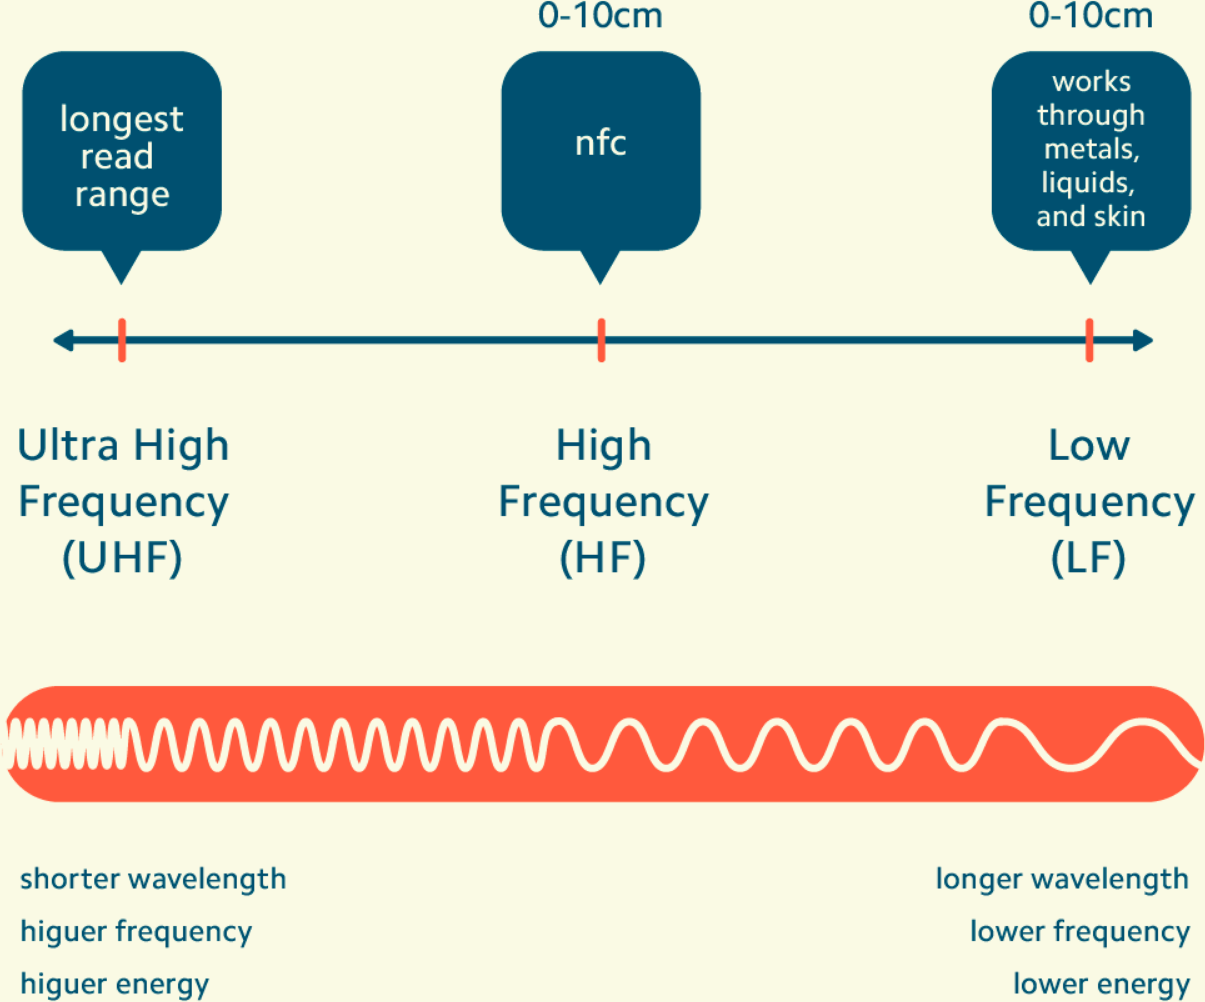 0-10cm
0-10cm
longest
read
range
nfc
works
through
metals,
liquids,
and skin
Ultra High
Frequency
(UHF)
High
Frequency
(HF)
Low
Frequency
(LF)
shorter wavelength
higuer frequency
higuer energy
longer wavelength
lower frequency
lower energy